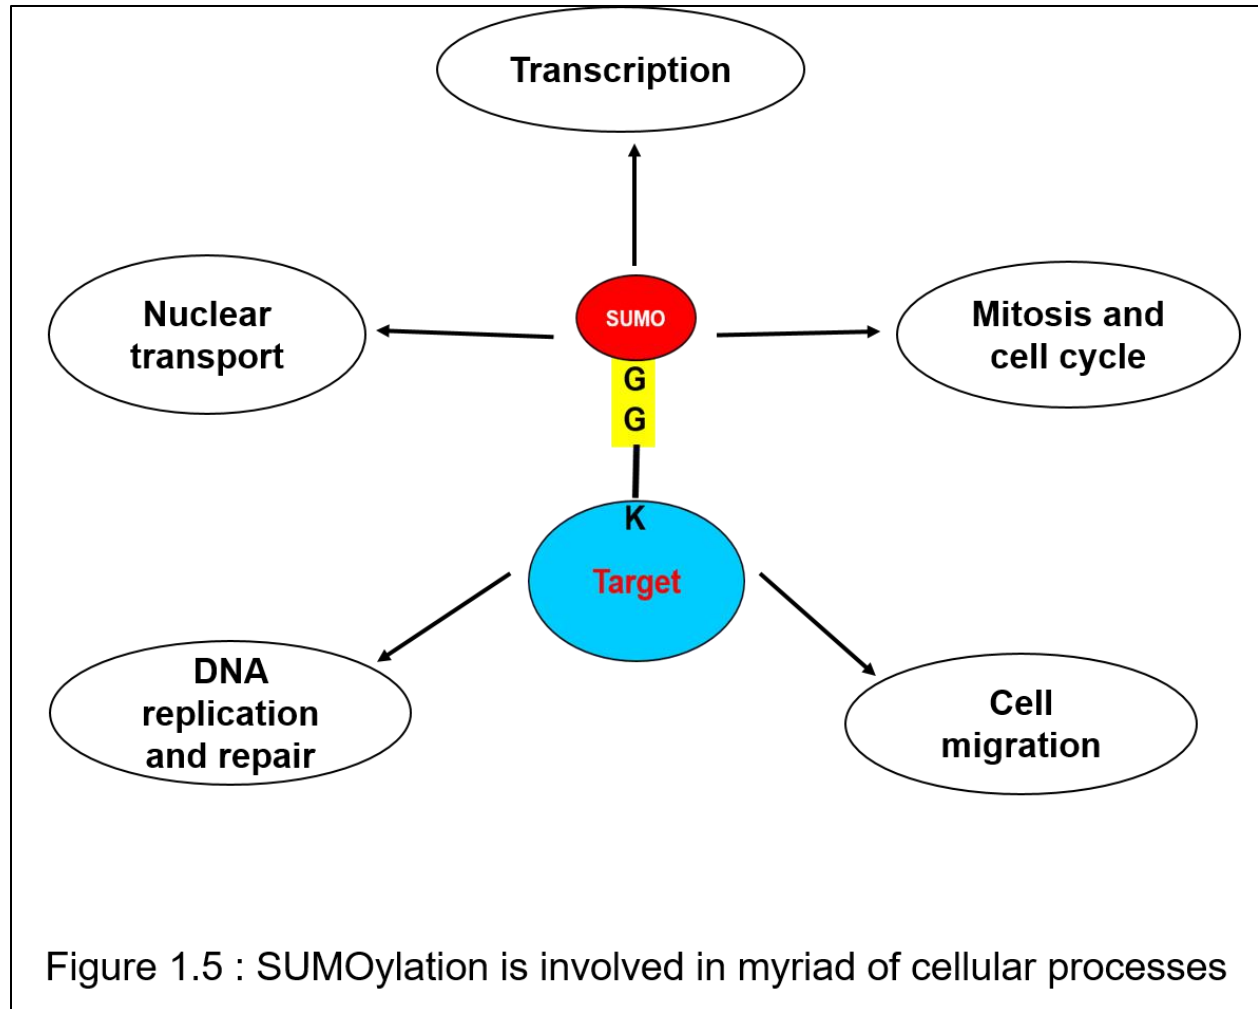 Transcription
Nuclear
transport
SUMO
Mitosis and
cell cycle
G
G
K
Target
DNA
replication
and repair
Cell
migration
Figure 1.5 : SUMOylation is involved in myriad of cellular processes